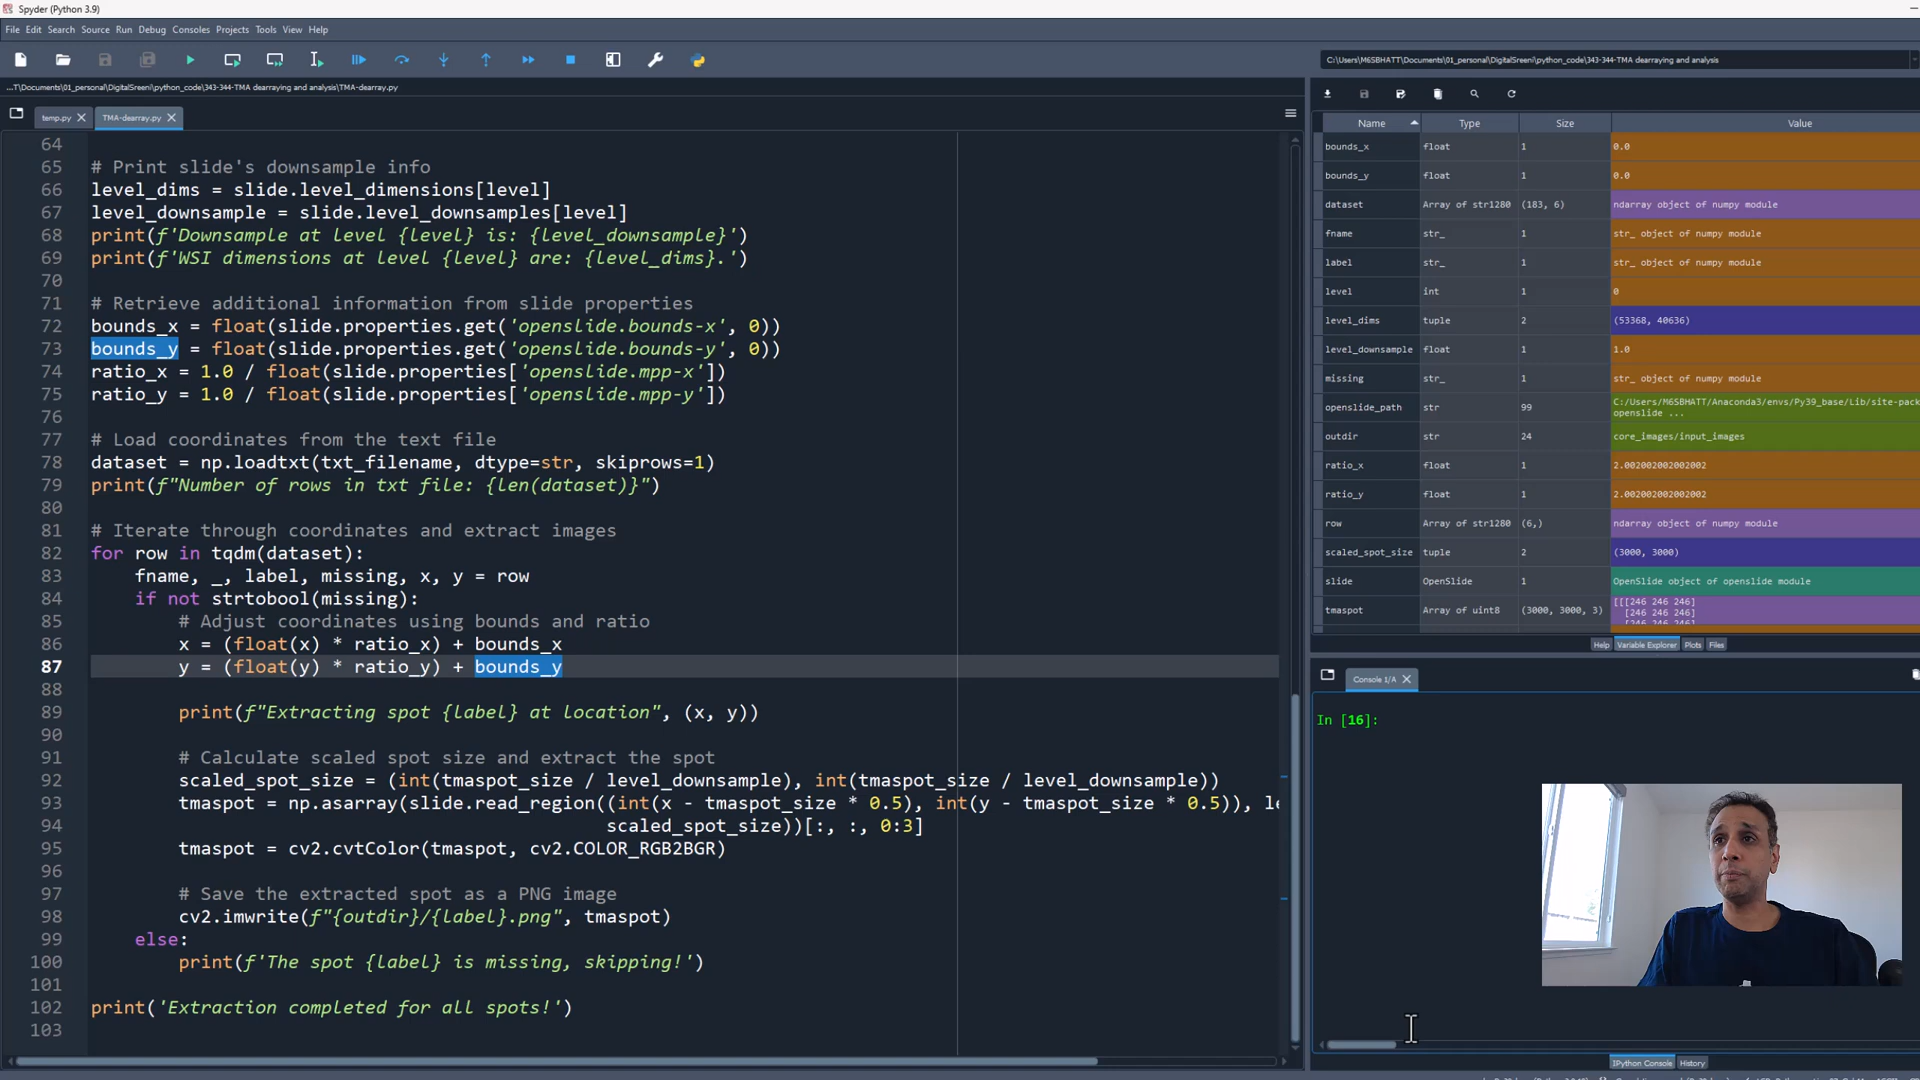 Spyder (Python 3.9)
File Edit Search Source Run Debug Consoles Projects Tools View Help
C:\Users\M6SBHATT\Documents\01_personal\DigitalSreeni\python_code\343-344-TMA dearraying and analysis
...T\Documents\01_personal\DigitalSreeni\python_code\343-344-TMA dearraying and analysis\TMA-dearray.py
temp.py TMA-dearray.py
64
65 # Print slide's downsample info
66 level_dims = slide.level_dimensions[level]
67 level_downsample = slide.level_downsamples[level]
68 print(f'Downsample at level {level} is: {level_downsample}')
69 print(f'WSI dimensions at level {level} are: {level_dims}.')
70
71 # Retrieve additional information from slide properties
72 bounds_x = float(slide.properties.get('openslide.bounds-x', 0))
73 bounds_y = float(slide.properties.get('openslide.bounds-y', 0))
74 ratio_x = 1.0 / float(slide.properties['openslide.mpp-x'])
75 ratio_y = 1.0 / float(slide.properties['openslide.mpp-y'])
76
77 # Load coordinates from the text file
78 dataset = np.loadtxt(txt_filename, dtype=str, skiprows=1)
79 print(f"Number of rows in txt file: {len(dataset)}")
80
81 # Iterate through coordinates and extract images
82 for row in tqdm(dataset):
83 fname, _, label, missing, x, y = row
84 if not strtobool(missing):
85 # Adjust coordinates using bounds and ratio
86 x = (float(x) * ratio_x) + bounds_x
87 y = (float(y) * ratio_y) + bounds_y
88
89 print(f"Extracting spot {label} at location", (x, y))
90
91 # Calculate scaled spot size and extract the spot
92 scaled_spot_size = (int(tmaspot_size / level_downsample), int(tmaspot_size / level_downsample))
93 tmaspot = np.asarray(slide.read_region((int(x - tmaspot_size * 0.5), int(y - tmaspot_size * 0.5)), le
94 scaled_spot_size))[:, :, 0:3]
95 tmaspot = cv2.cvtColor(tmaspot, cv2.COLOR_RGB2BGR)
96
97 # Save the extracted spot as a PNG image
98 cv2.imwrite(f"{outdir}/{label}.png", tmaspot)
99 else:
100 print(f'The spot {label} is missing, skipping!')
101
102 print('Extraction completed for all spots!')
103
Name Type Size Value
bounds_x float 1 0.0
bounds_y float 1 0.0
dataset Array of str1280 (183, 6) ndarray object of numpy module
fname str_ 1 str_ object of numpy module
label str_ 1 str_ object of numpy module
level int 1 0
level_dims tuple 2 (53368, 40636)
level_downsample float 1 1.0
missing str_ 1 str_ object of numpy module
openslide_path str 99 C:/Users/M6SBHATT/Anaconda3/envs/Py39_base/Lib/site-pack
openslide ...
outdir str 24 core_images/input_images
ratio_x float 1 2.002002002002002
ratio_y float 1 2.002002002002002
row Array of str1280 (6,) ndarray object of numpy module
scaled_spot_size tuple 2 (3000, 3000)
slide OpenSlide 1 OpenSlide object of openslide module
tmaspot Array of uint8 (3000, 3000, 3) [[[246 246 246]
[246 246 246]
[246 246 246]
Help Variable Explorer Plots Files
Console 1/A
In [16]:
IPython Console History